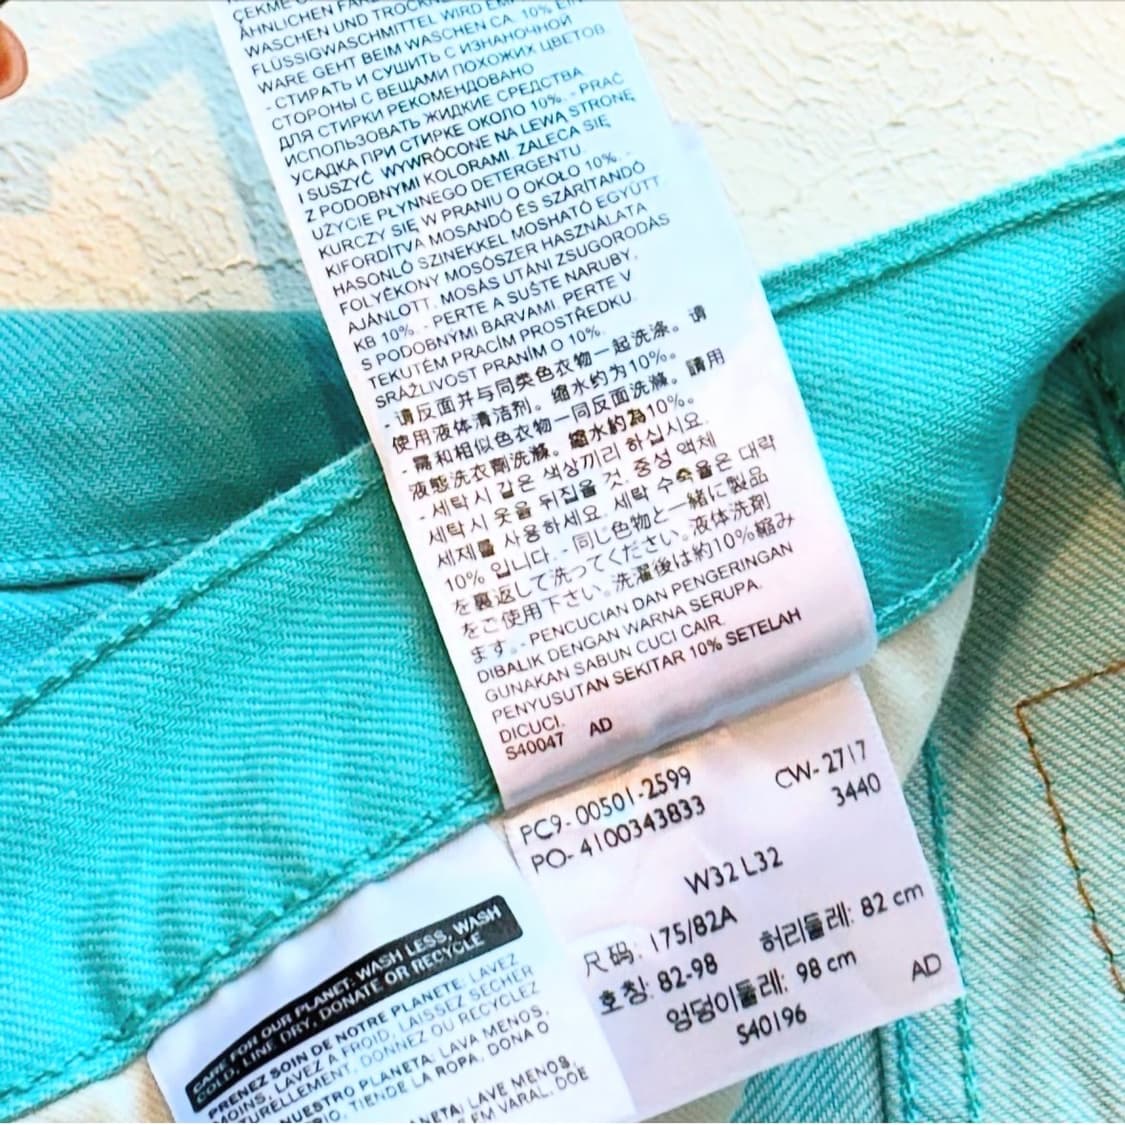 ÄHNLICHEN
WASCHEN UND
FLÜSSIGWASCHMITTEL WIRD
WARE GEHT BEIM WASCHEN CA. 10%
- СТИРАТЬ И СУШИТЬ С ИЗНАНОЧНОЙ
СТОРОНЫ С ВЕЩАМИ ПОХОЖИХ ЦВЕТОВ
ДЛЯ СТИРКИ РЕКОМЕНДОВАНО
ИСПОЛЬЗОВАТЬ ЖИДКИЕ СРЕДСТВА.
УСАДКА ПРИ СТИРКЕ ОКОЛО 10%. - PRAĆ
I SUSZYĆ WYWRÓCONE NA LEWĄ STRONĘ
Z PODOBNYMI KOLORAMI. ZALECA SIĘ
UŻYCIE PŁYNNEGO DETERGENTU.
KURCZY SIĘ W PRANIU O OKOŁO 10%. -
KIFORDÍTVA MOSANDÓ ÉS SZÁRÍTANDÓ
HASONLÓ SZINEKKEL MOSHATÓ EGYÜTT.
FOLYÉKONY MOSÓSZER HASZNÁLATA
AJÁNLOTT. MOSÁS UTÁNI ZSUGORODÁS
KB 10%. - PERTE A SUŠTE NARUBY.
S PODOBNÝMI BARVAMI. PERTE V
TEKUTÉM PRACÍM PROSTŘEDKU.
SRÁŽLIVOST PRANÍM O 10%.
- 请反面并与同类色衣物一起洗涤。请
使用液体清洁剂。缩水约为10%。
- 需和相似色衣物一同反面洗滌。請用
液態洗衣劑洗滌。縮水約為10%。
- 세탁시 같은 색상끼리 하십시요.
세탁시 옷을 뒤집을 것. 중성 액체
세제를 사용하세요. 세탁 수축율은 대략
10% 입니다. - 同じ色物と一緒に製品
を裏返して洗ってください。液体洗剤
をご使用下さい。洗濯後は約10%縮み
ます。- PENCUCIAN DAN PENGERINGAN
DIBALIK DENGAN WARNA SERUPA.
GUNAKAN SABUN CUCI CAIR.
PENYUSUTAN SEKITAR 10% SETELAH
DICUCI.
S40047 AD
PC9-00501-2599 CW-2717
PO-4100343833 3440
W32 L32
尺码: 175/82A
호칭: 82-98 허리둘레: 82 cm
엉덩이둘레: 98 cm
S40196 AD
CARE FOR OUR PLANET: WASH LESS, WASH
COLD, LINE DRY, DONATE OR RECYCLE
PRENEZ SOIN DE NOTRE PLANETE: LAVEZ
MOINS, LAVEZ A FROID, LAISSEZ SÉCHER
DONNEZ OU RECYCLEZ
NUESTRO PLANETA: LAVA MENOS,
TIENDE LA ROPA, DONA O
LAVE MENOS,
EM VARAL, DOE